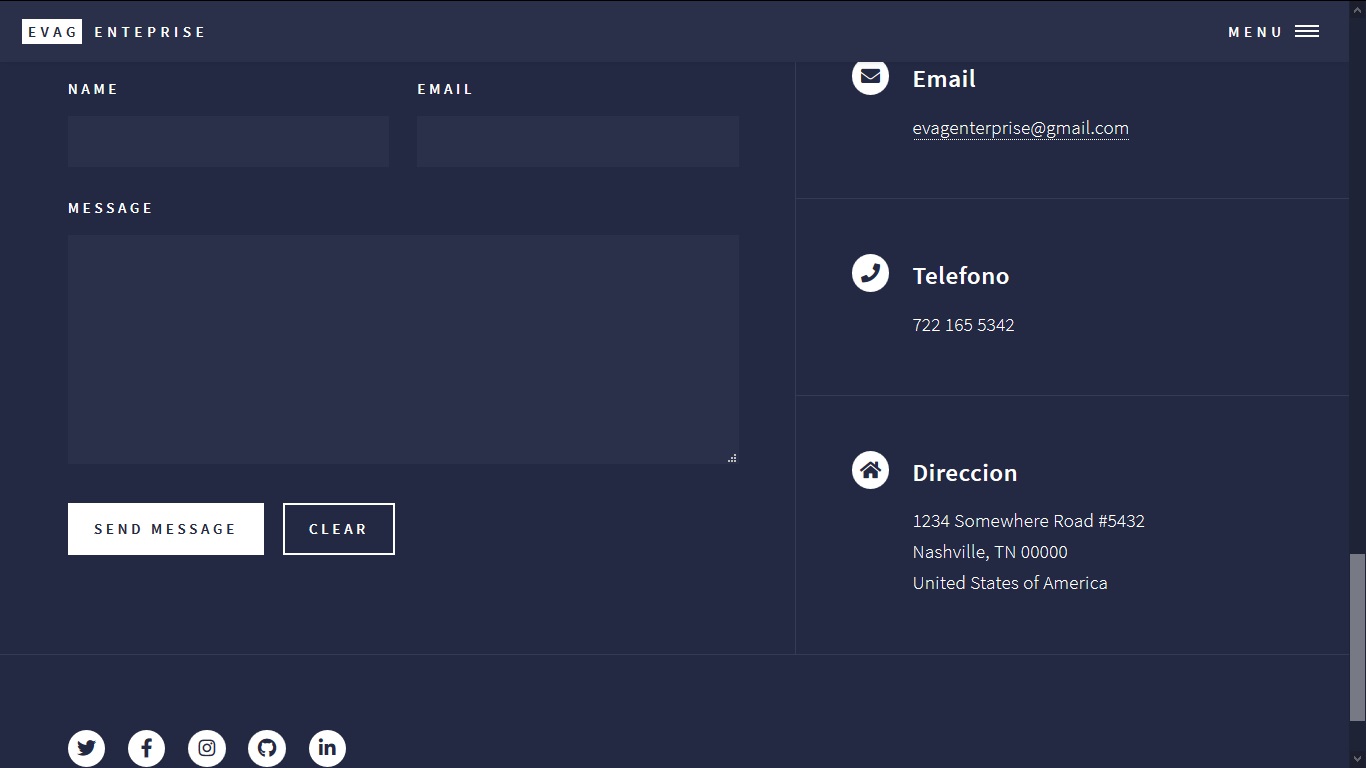 EVAG ENTEPRISE
MENU
NAME
EMAIL
MESSAGE
SEND MESSAGE
CLEAR
Email
evagenterprise@gmail.com
Telefono
722 165 5342
Direccion
1234 Somewhere Road #5432
Nashville, TN 00000
United States of America